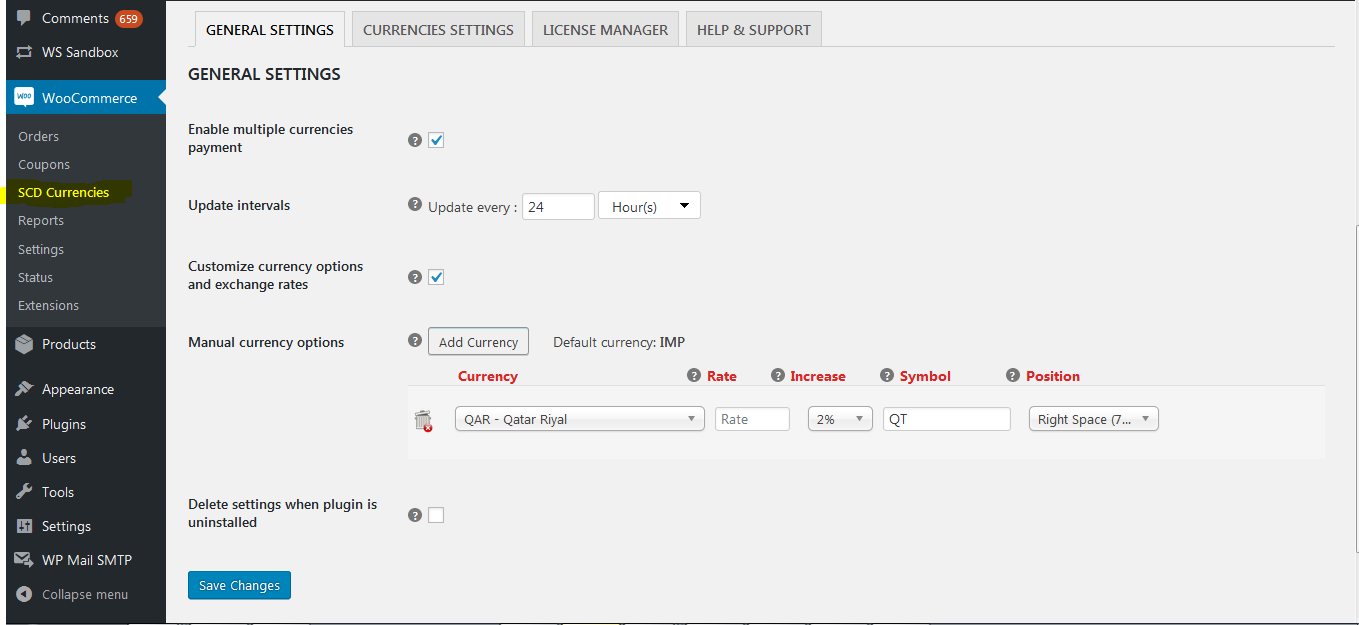 Comments 659
WS Sandbox
woo WooCommerce
Orders
Coupons
SCD Currencies
Reports
Settings
Status
Extensions
Products
Appearance
Plugins
Users
Tools
Settings
WP Mail SMTP
Collapse menu
GENERAL SETTINGS CURRENCIES SETTINGS LICENSE MANAGER HELP & SUPPORT
GENERAL SETTINGS
Enable multiple currencies
payment
?
Update intervals ? Update every : 24 Hour(s)
Customize currency options
and exchange rates
?
Manual currency options ? Add Currency Default currency: IMP
Currency ? Rate ? Increase ? Symbol ? Position
QAR - Qatar Riyal Rate 2% QT Right Space (7...
Delete settings when plugin is
uninstalled
?
Save Changes